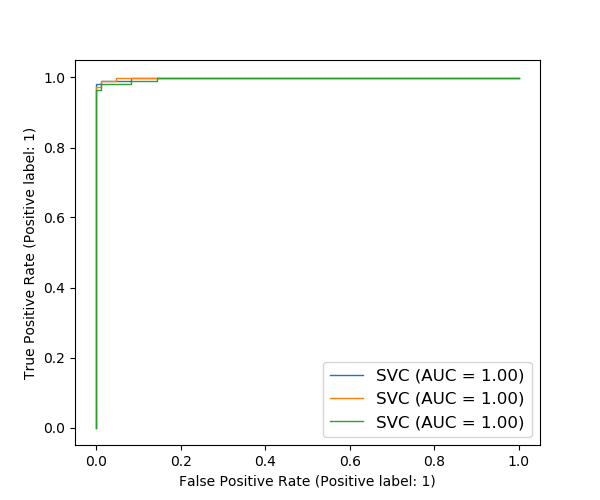 1.0
0.8
0.6
0.4
0.2
0.0
True Positive Rate (Positive label: 1)
SVC (AUC = 1.00)
SVC (AUC = 1.00)
SVC (AUC = 1.00)
0.0 0.2 0.4 0.6 0.8 1.0
False Positive Rate (Positive label: 1)